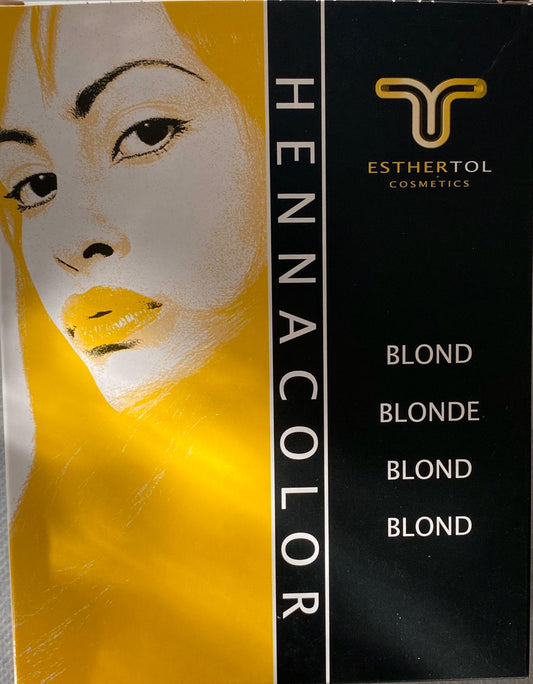 HENNACOLOR
ESTHERTOL
COSMETICS
BLOND
BLONDE
BLOND
BLOND